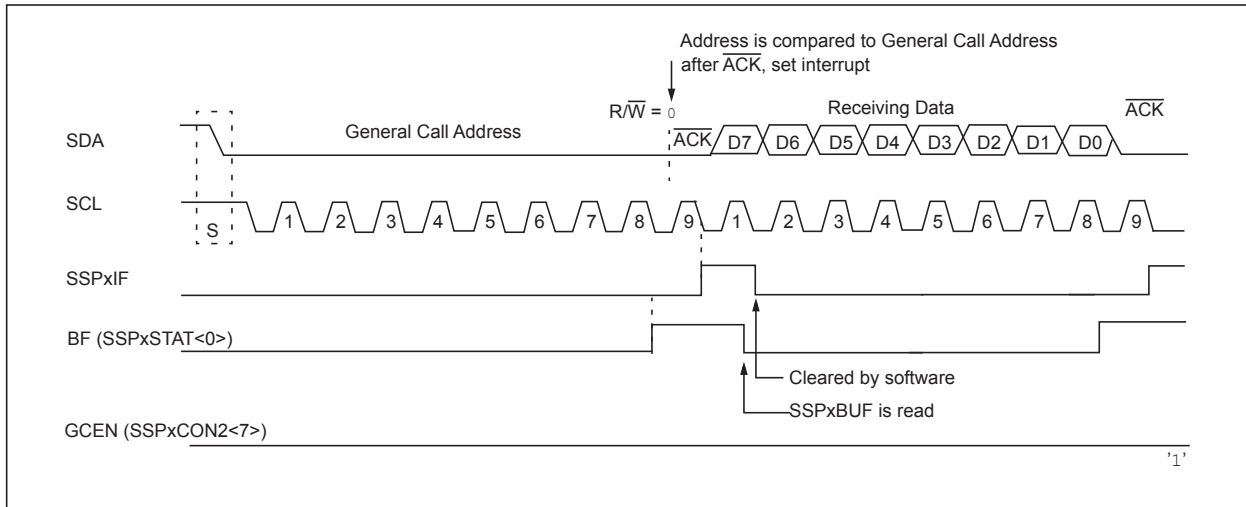 Address is compared to General Call Address
after ACK, set interrupt
R/W = 0
Receiving Data
ACK
General Call Address
SDA
ACK
D7 D6 D5 D4 D3 D2 D1 D0
SCL
S
1 2 3 4 5 6 7 8 9 1 2 3 4 5 6 7 8 9
SSPxIF
BF (SSPxSTAT<0>)
Cleared by software
SSPxBUF is read
GCEN (SSPxCON2<7>)
'1'